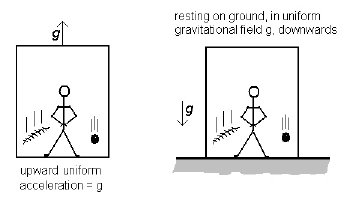 g
upward uniform
acceleration = g
resting on ground, in uniform
gravitational field g, downwards
g